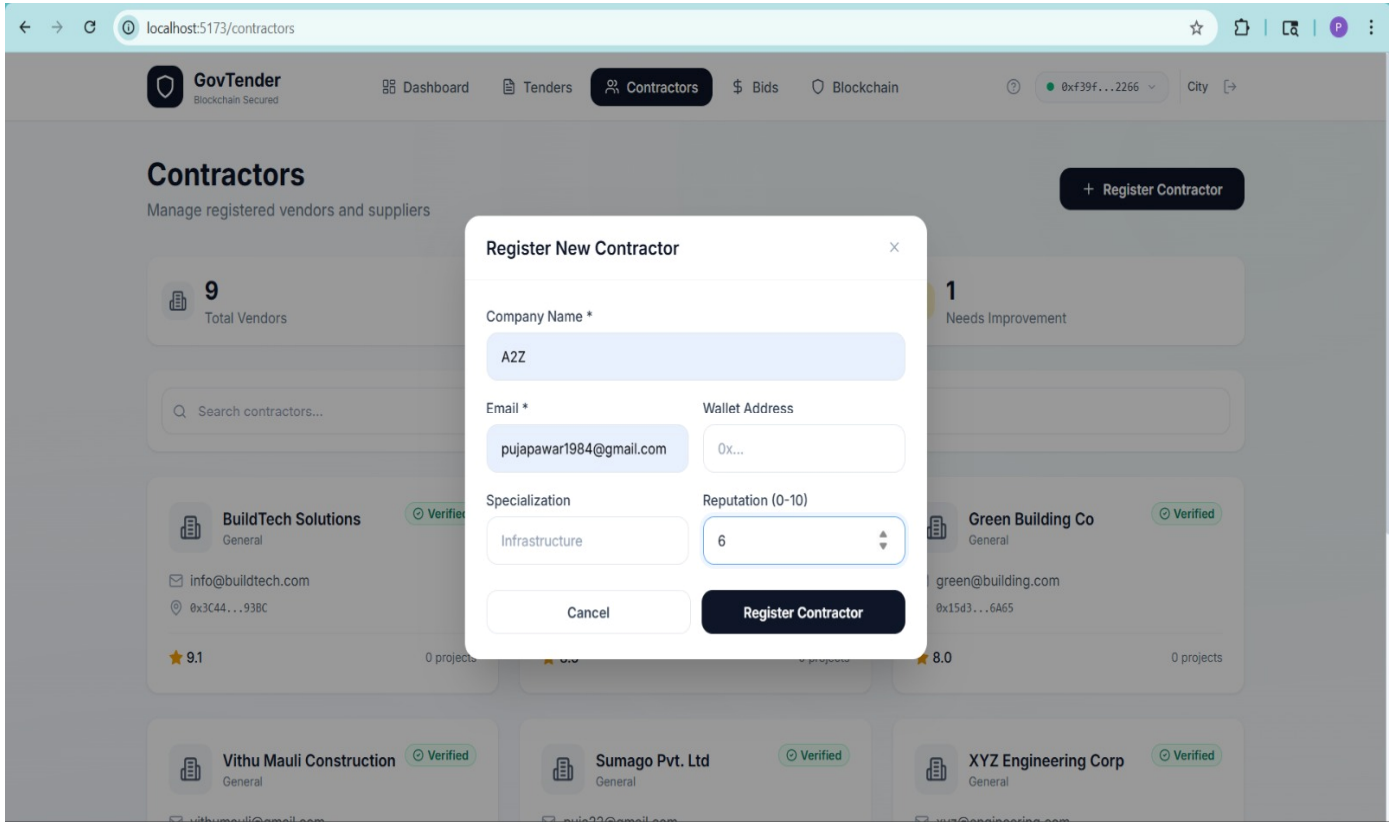 localhost:5173/contractors
P
GovTender
Blockchain Secured
Dashboard
Tenders
Contractors
$ Bids
Blockchain
0xf39f...2266
City
Contractors
Manage registered vendors and suppliers
+ Register Contractor
9
Total Vendors
1
Needs Improvement
Search contractors...
Register New Contractor
Company Name *
A2Z
Email *
Wallet Address
pujapawar1984@gmail.com
0x...
Specialization
Reputation (0-10)
Infrastructure
6
Cancel
Register Contractor
BuildTech Solutions
Verified
General
info@buildtech.com
0x3C44...93BC
9.1
0 projects
Green Building Co
Verified
General
green@building.com
0x15d3...6A65
8.0
0 projects
Vithu Mauli Construction
Verified
General
Sumago Pvt. Ltd
Verified
General
XYZ Engineering Corp
Verified
General